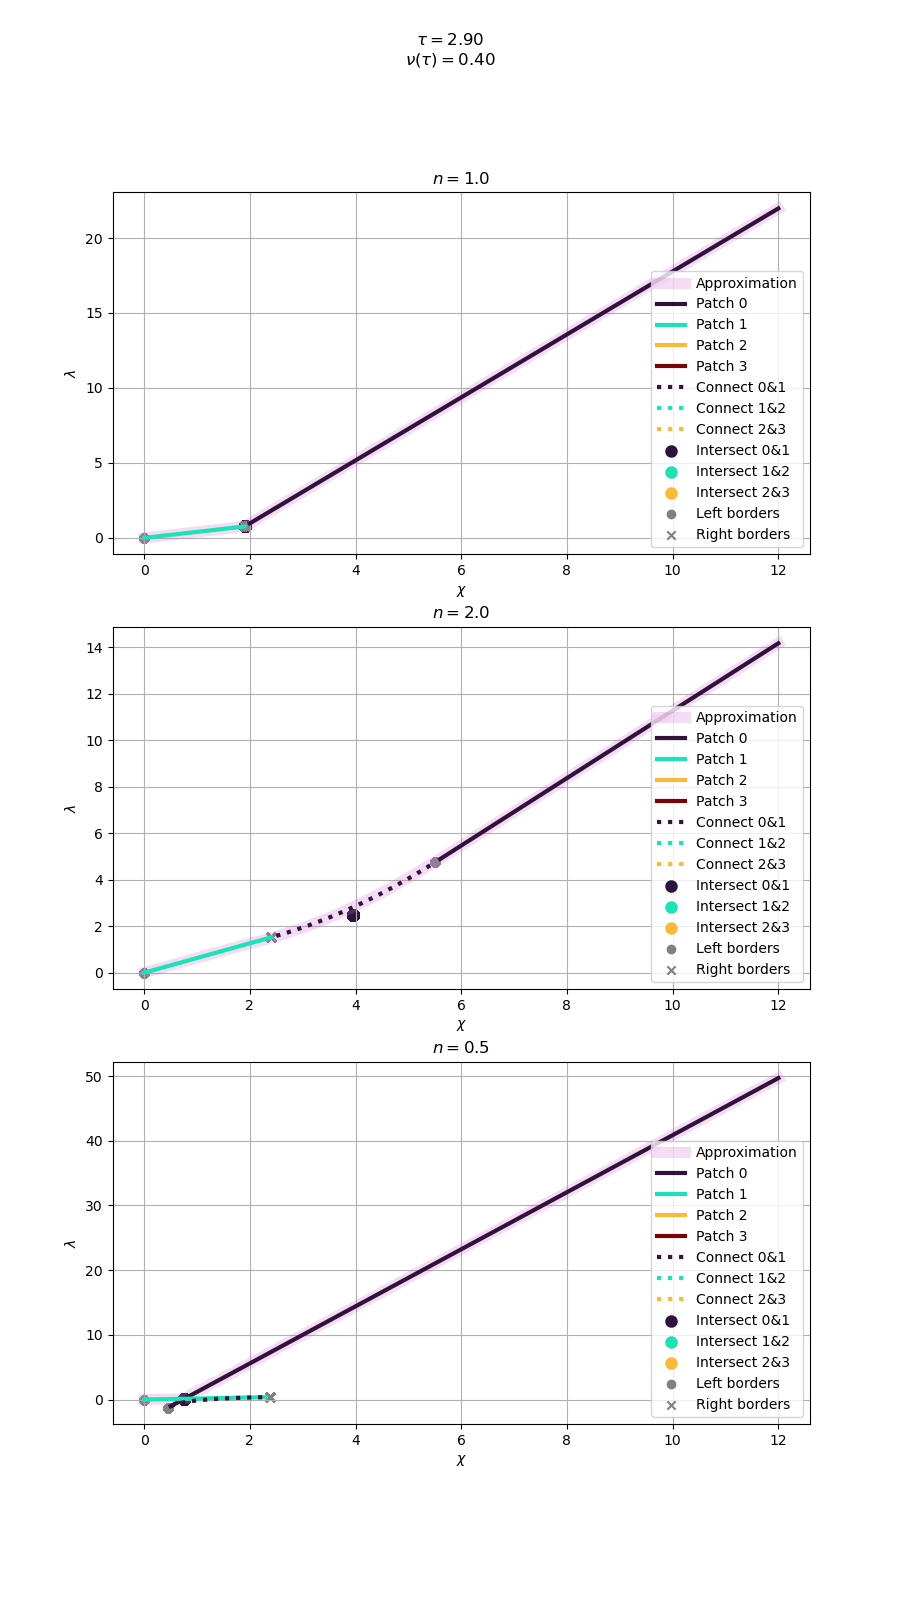 τ = 2.90
ν(τ) = 0.40
n = 1.0
20
15
10
5
0
λ
0 2 4 6 8 10 12
χ
Approximation
Patch 0
Patch 1
Patch 2
Patch 3
Connect 0&1
Connect 1&2
Connect 2&3
Intersect 0&1
Intersect 1&2
Intersect 2&3
Left borders
Right borders
n = 2.0
14
12
10
8
6
4
2
0
λ
0 2 4 6 8 10 12
χ
Approximation
Patch 0
Patch 1
Patch 2
Patch 3
Connect 0&1
Connect 1&2
Connect 2&3
Intersect 0&1
Intersect 1&2
Intersect 2&3
Left borders
Right borders
n = 0.5
50
40
30
20
10
0
λ
0 2 4 6 8 10 12
χ
Approximation
Patch 0
Patch 1
Patch 2
Patch 3
Connect 0&1
Connect 1&2
Connect 2&3
Intersect 0&1
Intersect 1&2
Intersect 2&3
Left borders
Right borders